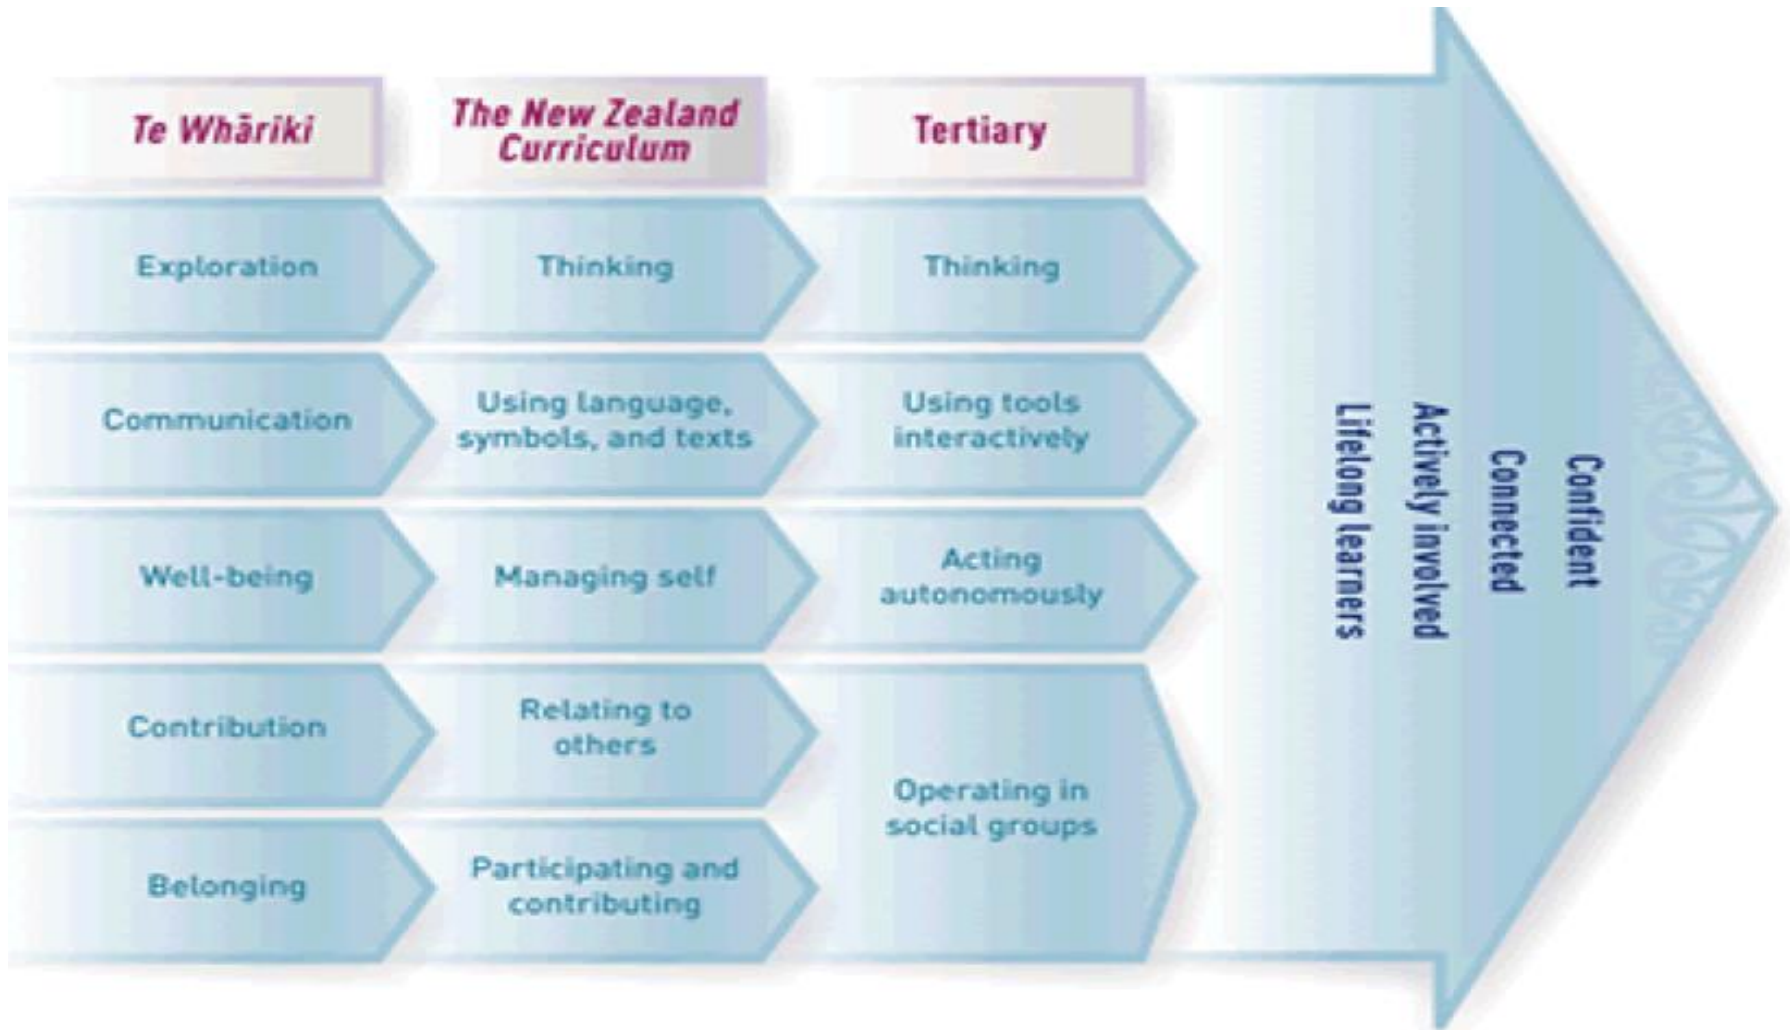 Te Whāriki
The New Zealand
Curriculum
Tertiary
Exploration
Thinking
Thinking
Communication
Using language,
symbols, and texts
Using tools
interactively
Well-being
Managing self
Acting
autonomously
Contribution
Relating to
others
Operating in
social groups
Belonging
Participating and
contributing
Confident
Connected
Actively involved
Lifelong learners